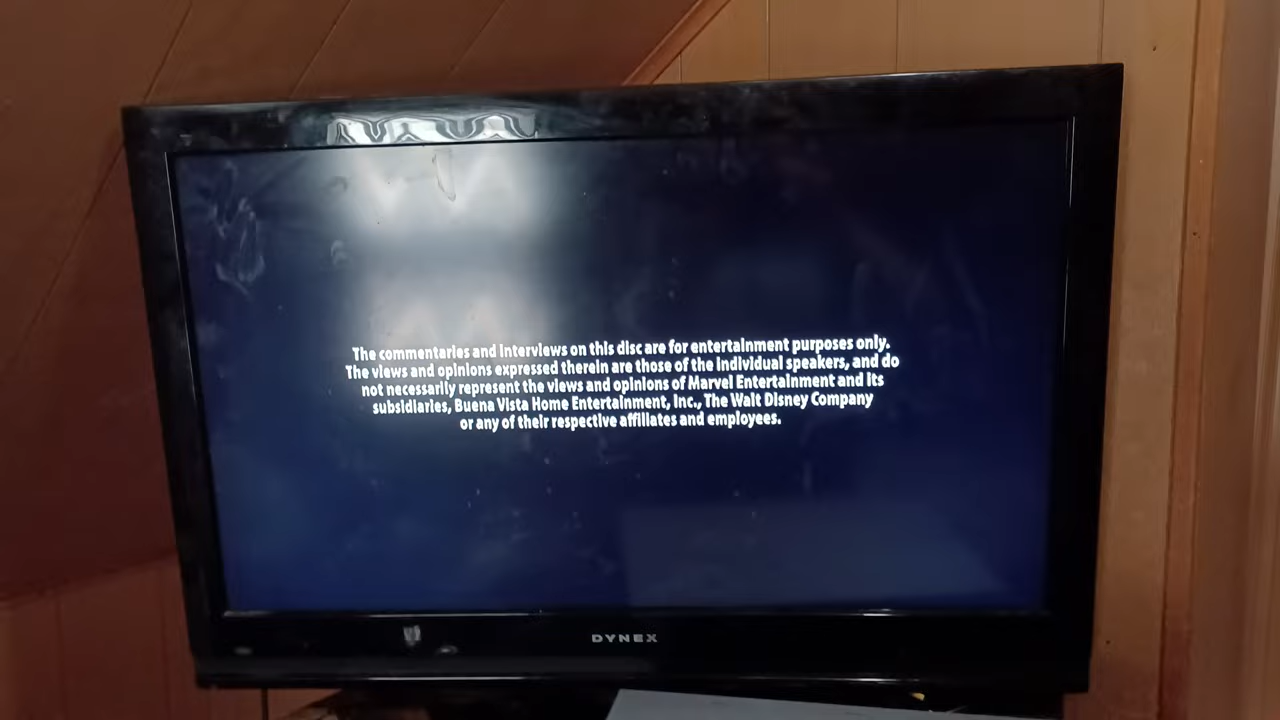 The commentaries and interviews on this disc are for entertainment purposes only.
The views and opinions expressed therein are those of the individual speakers, and do
not necessarily represent the views and opinions of Marvel Entertainment and its
subsidiaries, Buena Vista Home Entertainment, Inc., The Walt Disney Company
or any of their respective affiliates and employees.
DYNEX